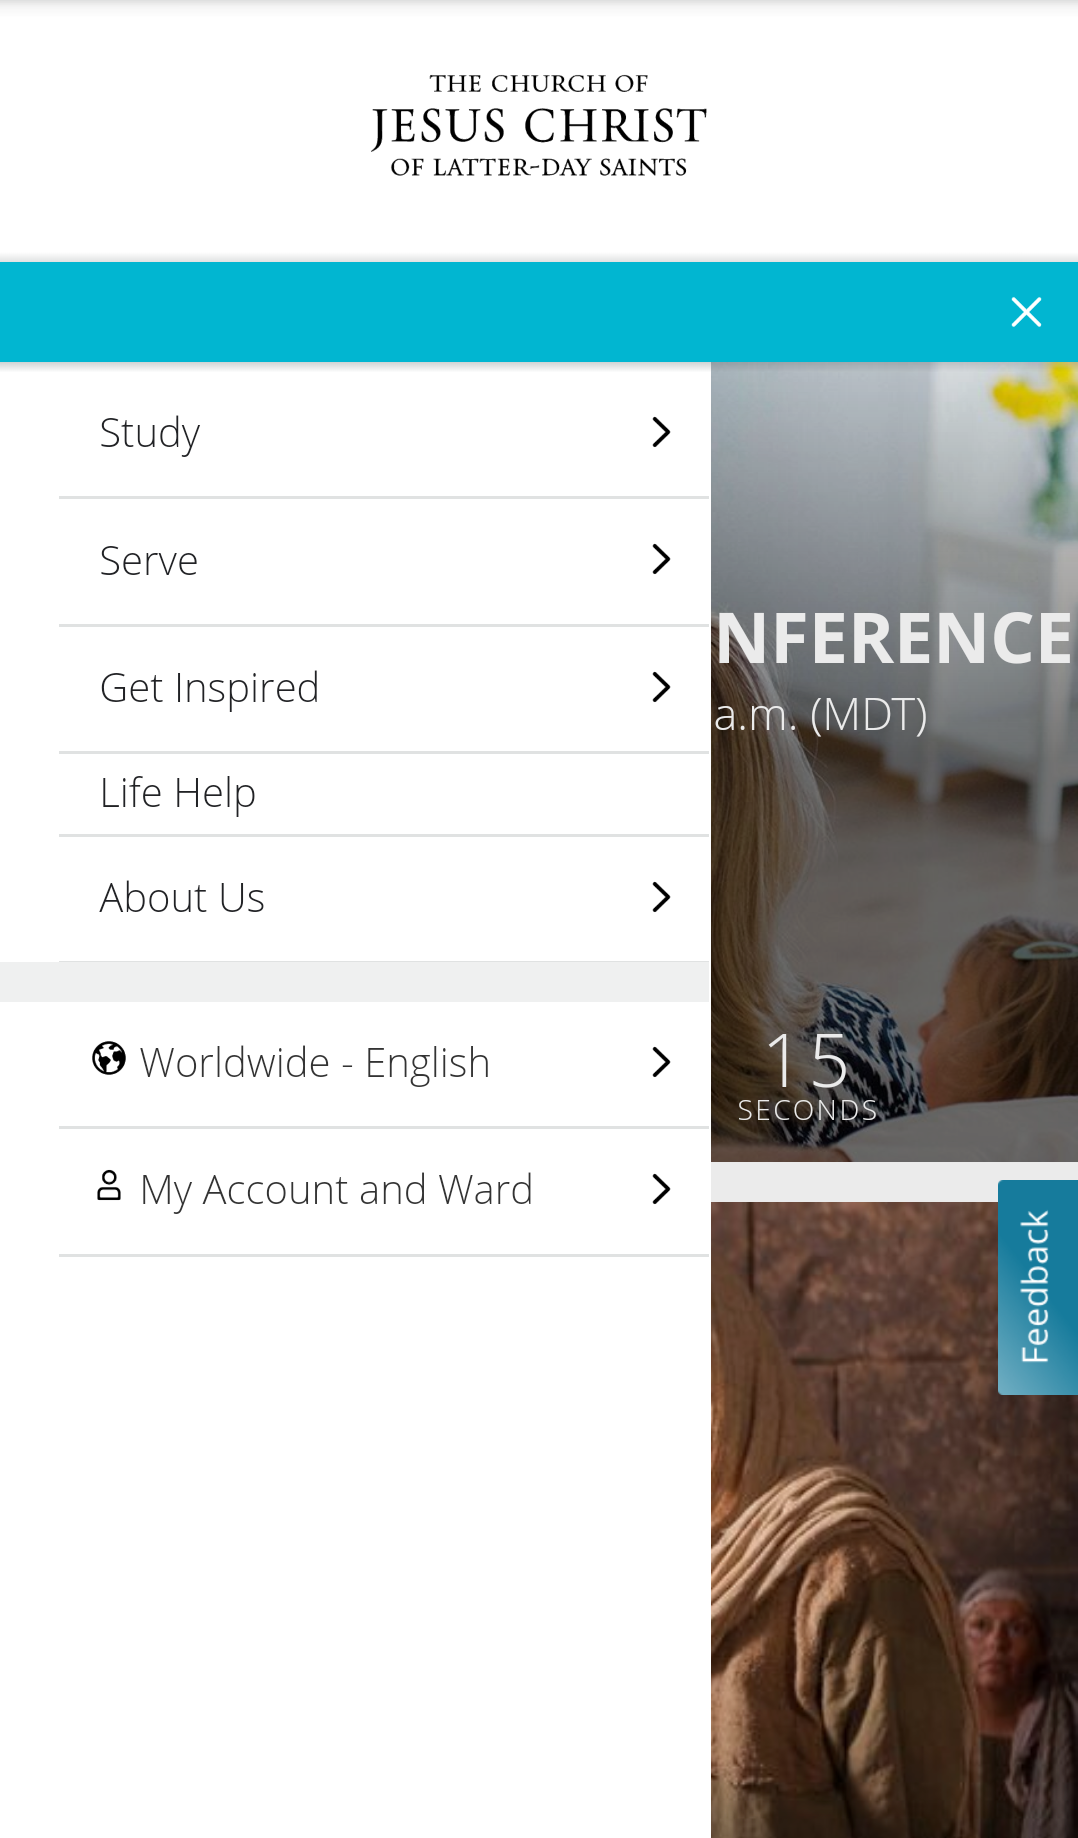 THE CHURCH OF
JESUS CHRIST
OF LATTER-DAY SAINTS
Study
Serve
Get Inspired
Life Help
About Us
Worldwide - English
My Account and Ward
NFERENCE
a.m. (MDT)
15
SECONDS
Feedback